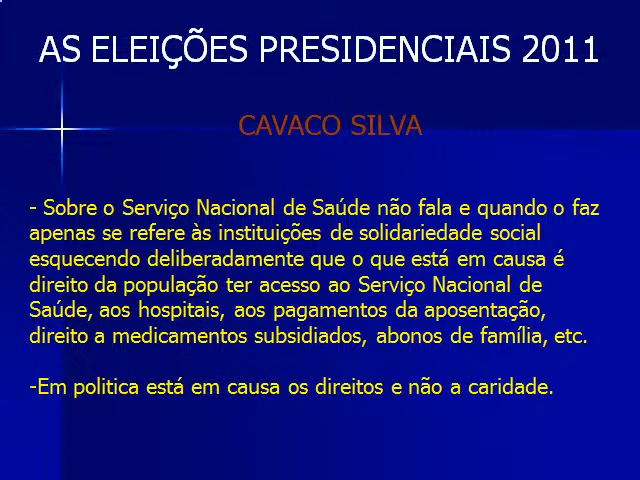 AS ELEIÇÕES PRESIDENCIAIS 2011
CAVACO SILVA
- Sobre o Serviço Nacional de Saúde não fala e quando o faz
apenas se refere às instituições de solidariedade social
esquecendo deliberadamente que o que está em causa é
direito da população ter acesso ao Serviço Nacional de
Saúde, aos hospitais, aos pagamentos da aposentação,
direito a medicamentos subsidiados, abonos de família, etc.
-Em politica está em causa os direitos e não a caridade.